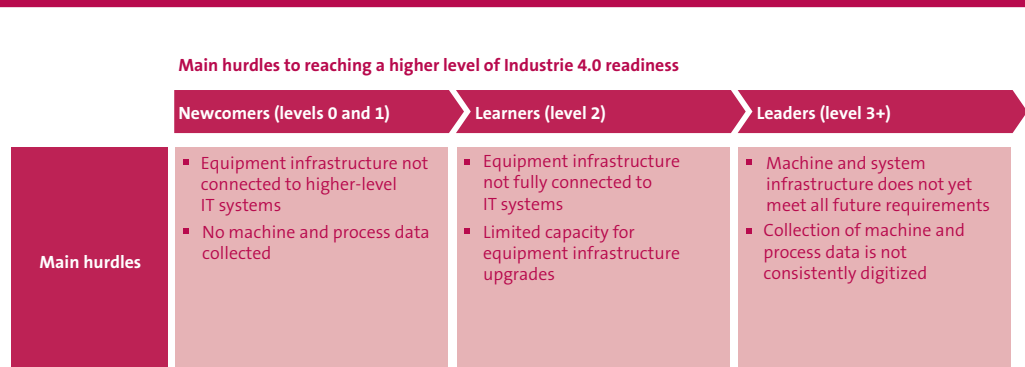 Main hurdles to reaching a higher level of Industrie 4.0 readiness
Newcomers (levels 0 and 1)
Learners (level 2)
Leaders (level 3+)
Main hurdles
▪ Equipment infrastructure not
connected to higher-level
IT systems
▪ No machine and process data
collected
▪ Equipment infrastructure
not fully connected to
IT systems
▪ Limited capacity for
equipment infrastructure
upgrades
▪ Machine and system
infrastructure does not yet
meet all future requirements
▪ Collection of machine and
process data is not
consistently digitized